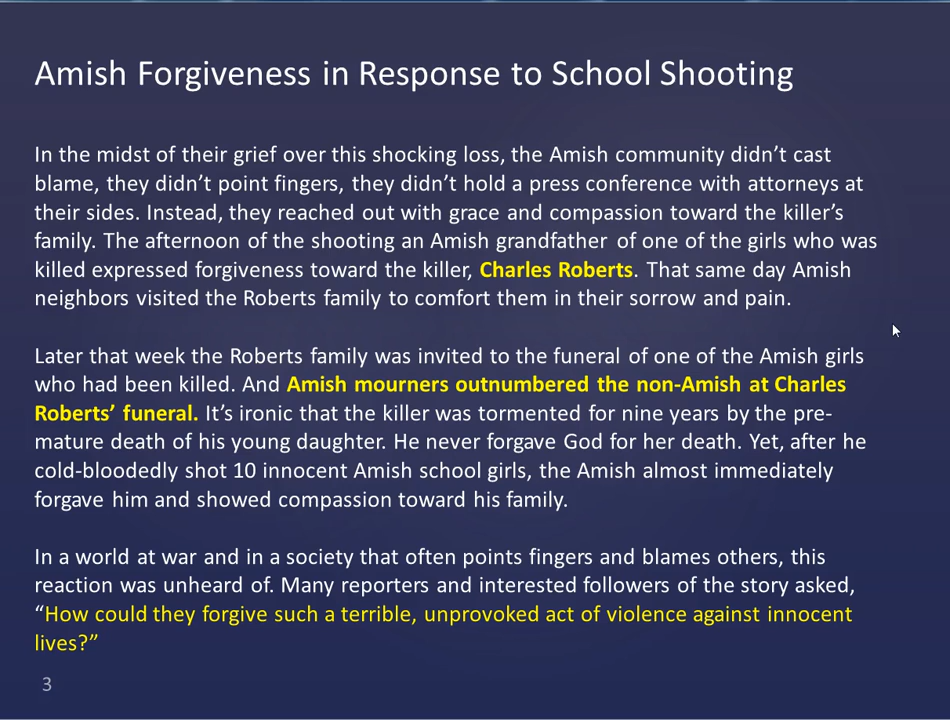 Amish Forgiveness in Response to School Shooting
In the midst of their grief over this shocking loss, the Amish community didn’t cast
blame, they didn’t point fingers, they didn’t hold a press conference with attorneys at
their sides. Instead, they reached out with grace and compassion toward the killer’s
family. The afternoon of the shooting an Amish grandfather of one of the girls who was
killed expressed forgiveness toward the killer, Charles Roberts. That same day Amish
neighbors visited the Roberts family to comfort them in their sorrow and pain.
Later that week the Roberts family was invited to the funeral of one of the Amish girls
who had been killed. And Amish mourners outnumbered the non-Amish at Charles
Roberts’ funeral. It’s ironic that the killer was tormented for nine years by the pre-
mature death of his young daughter. He never forgave God for her death. Yet, after he
cold-bloodedly shot 10 innocent Amish school girls, the Amish almost immediately
forgave him and showed compassion toward his family.
In a world at war and in a society that often points fingers and blames others, this
reaction was unheard of. Many reporters and interested followers of the story asked,
“How could they forgive such a terrible, unprovoked act of violence against innocent
lives?”
3